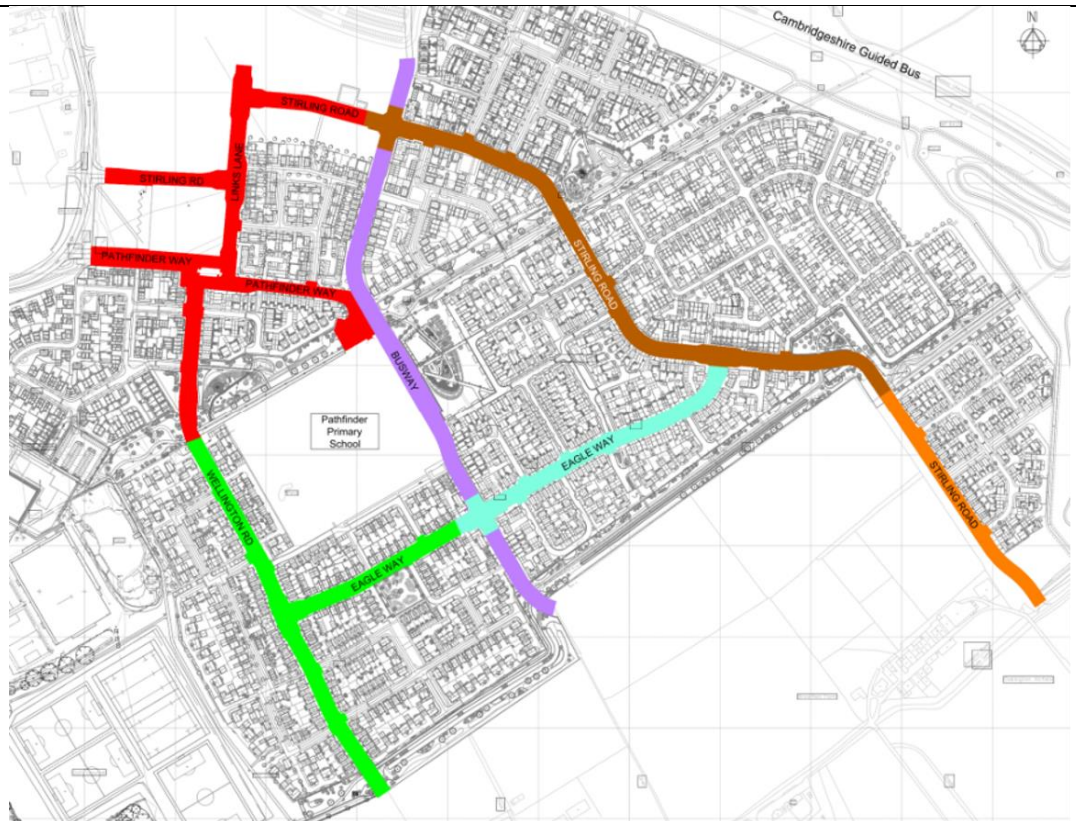 N
Cambridgeshire Guided Bus
STIRLING ROAD
LINKS LANE
STIRLING RD
PATHFINDER WAY
PATHFINDER WAY
STIRLING ROAD
BUSWAY
Pathfinder
Primary
School
EAGLE WAY
WELLINGTON RD
STIRLING ROAD
EAGLE WAY